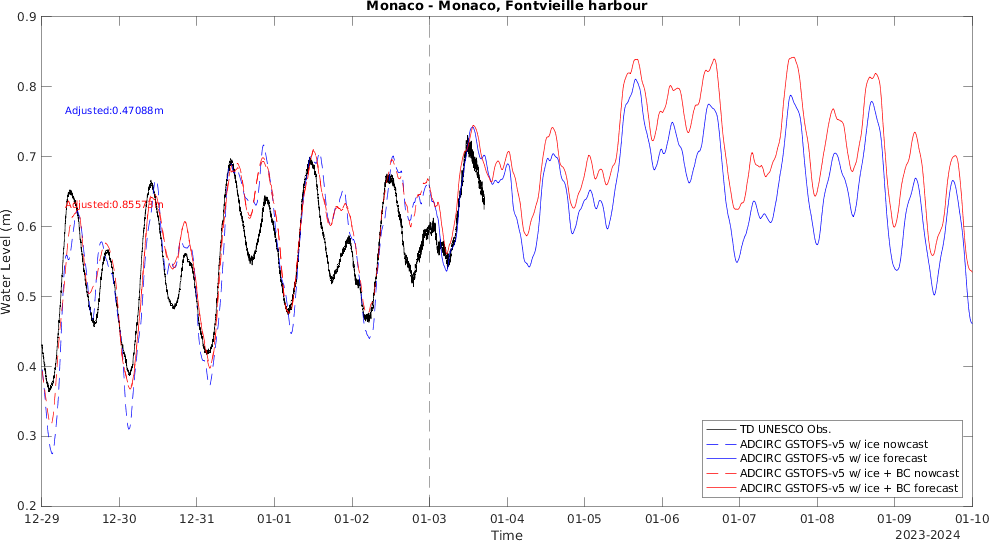 Monaco - Monaco, Fontvieille harbour
0.9
0.8
0.7
0.6
0.5
0.4
0.3
0.2
Water Level (m)
Adjusted:0.47088m
TD UNESCO Obs.
ADCIRC GSTOFS-v5 w/ ice nowcast
ADCIRC GSTOFS-v5 w/ ice forecast
ADCIRC GSTOFS-v5 w/ ice + BC nowcast
ADCIRC GSTOFS-v5 w/ ice + BC forecast
12-29 12-30 12-31 01-01 01-02 01-03 01-04 01-05 01-06 01-07 01-08 01-09 01-10
Time
2023-2024